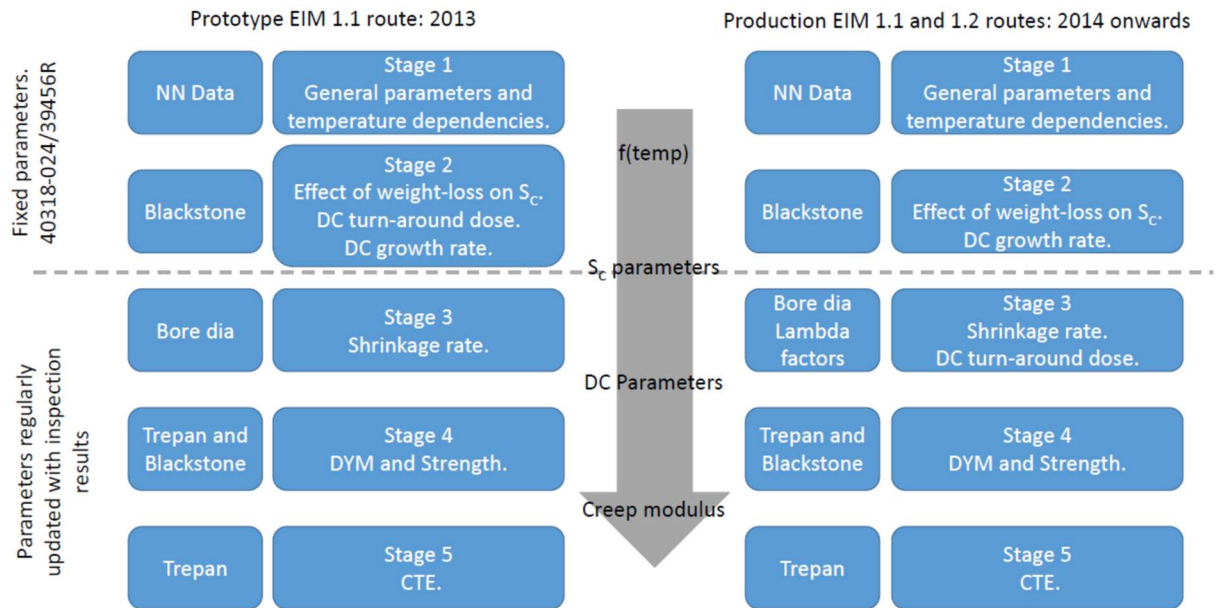 Prototype EIM 1.1 route: 2013
Production EIM 1.1 and 1.2 routes: 2014 onwards
Fixed parameters.
40318-024/39456R
NN Data
Stage 1
General parameters and
temperature dependencies.
Blackstone
Stage 2
Effect of weight-loss on S_C.
DC turn-around dose.
DC growth rate.
Parameters regularly
updated with inspection
results
Bore dia
Stage 3
Shrinkage rate.
Trepan and
Blackstone
Stage 4
DYM and Strength.
Trepan
Stage 5
CTE.
f(temp)
S_C parameters
DC Parameters
Creep modulus
NN Data
Stage 1
General parameters and
temperature dependencies.
Blackstone
Stage 2
Effect of weight-loss on S_C.
DC growth rate.
Bore dia
Lambda
factors
Stage 3
Shrinkage rate.
DC turn-around dose.
Trepan and
Blackstone
Stage 4
DYM and Strength.
Trepan
Stage 5
CTE.